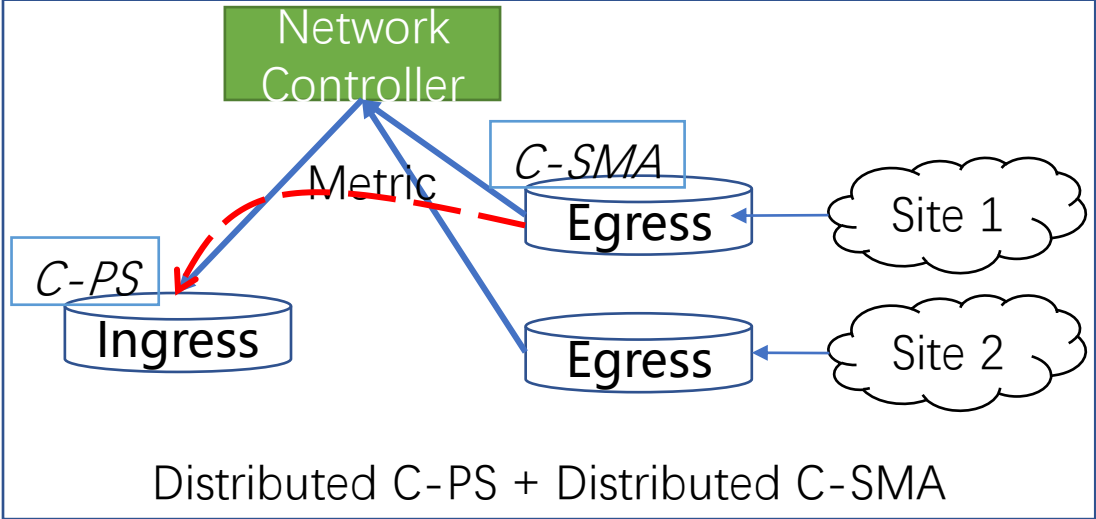 Network
Controller
C-SMA
Metric
Egress
Site 1
C-PS
Ingress
Egress
Site 2
Distributed C-PS + Distributed C-SMA